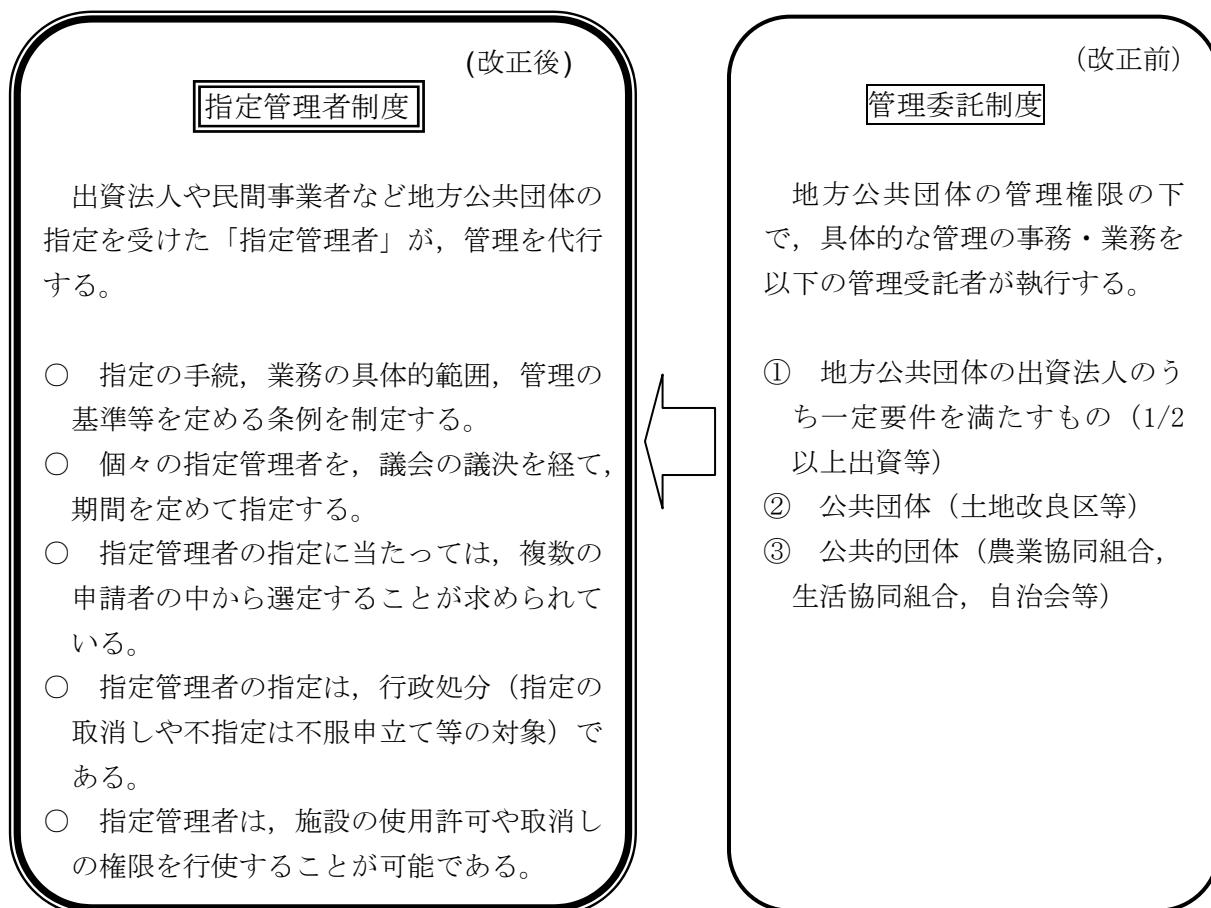 (改正後)
指定管理者制度
出資法人や民間事業者など地方公共団体の
指定を受けた「指定管理者」が，管理を代行
する。
○　指定の手続，業務の具体的範囲，管理の
基準等を定める条例を制定する。
○　個々の指定管理者を，議会の議決を経て，
期間を定めて指定する。
○　指定管理者の指定に当たっては，複数の
申請者の中から選定することが求められて
いる。
○　指定管理者の指定は，行政処分（指定の
取消しや不指定は不服申立て等の対象）で
ある。
○　指定管理者は，施設の使用許可や取消し
の権限を行使することが可能である。
（改正前）
管理委託制度
地方公共団体の管理権限の下
で，具体的な管理の事務・業務を
以下の管理受託者が執行する。
①　地方公共団体の出資法人のう
ち一定要件を満たすもの（1/2
以上出資等）
②　公共団体（土地改良区等）
③　公共的団体（農業協同組合，
生活協同組合，自治会等）